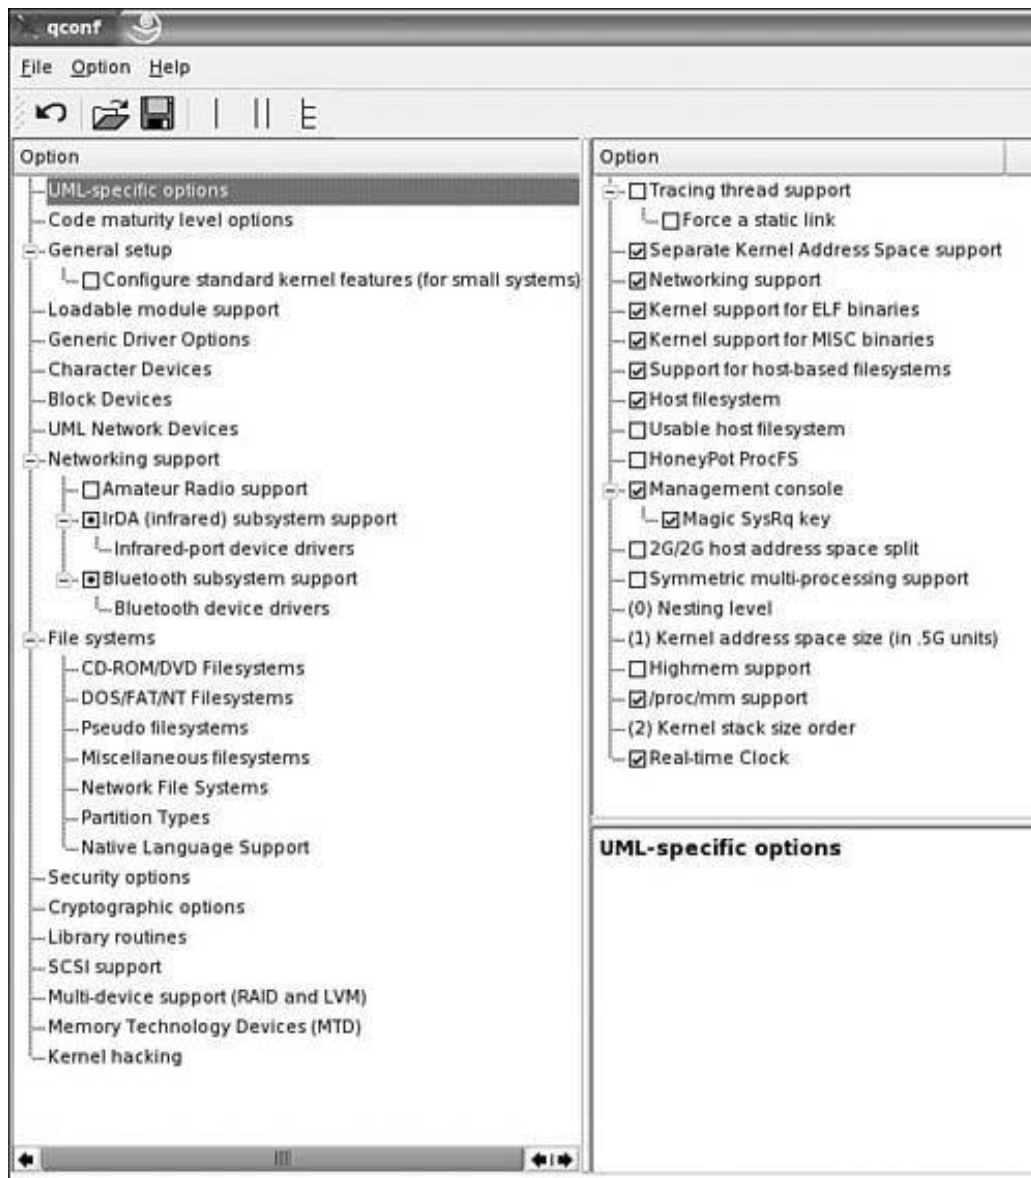 qconf
File Option Help
Option
UML-specific options
Code maturity level options
General setup
Configure standard kernel features (for small systems)
Loadable module support
Generic Driver Options
Character Devices
Block Devices
UML Network Devices
Networking support
Amateur Radio support
IrDA (infrared) subsystem support
Infrared-port device drivers
Bluetooth subsystem support
Bluetooth device drivers
File systems
CD-ROM/DVD Filesystems
DOS/FAT/NT Filesystems
Pseudo filesystems
Miscellaneous filesystems
Network File Systems
Partition Types
Native Language Support
Security options
Cryptographic options
Library routines
SCSI support
Multi-device support (RAID and LVM)
Memory Technology Devices (MTD)
Kernel hacking
Option
Tracing thread support
Force a static link
Separate Kernel Address Space support
Networking support
Kernel support for ELF binaries
Kernel support for MISC binaries
Support for host-based filesystems
Host filesystem
Usable host filesystem
HoneyPot ProcFS
Management console
Magic SysRq key
2G/2G host address space split
Symmetric multi-processing support
(0) Nesting level
(1) Kernel address space size (in .5G units)
Highmem support
/proc/mm support
(2) Kernel stack size order
Real-time Clock
UML-specific options